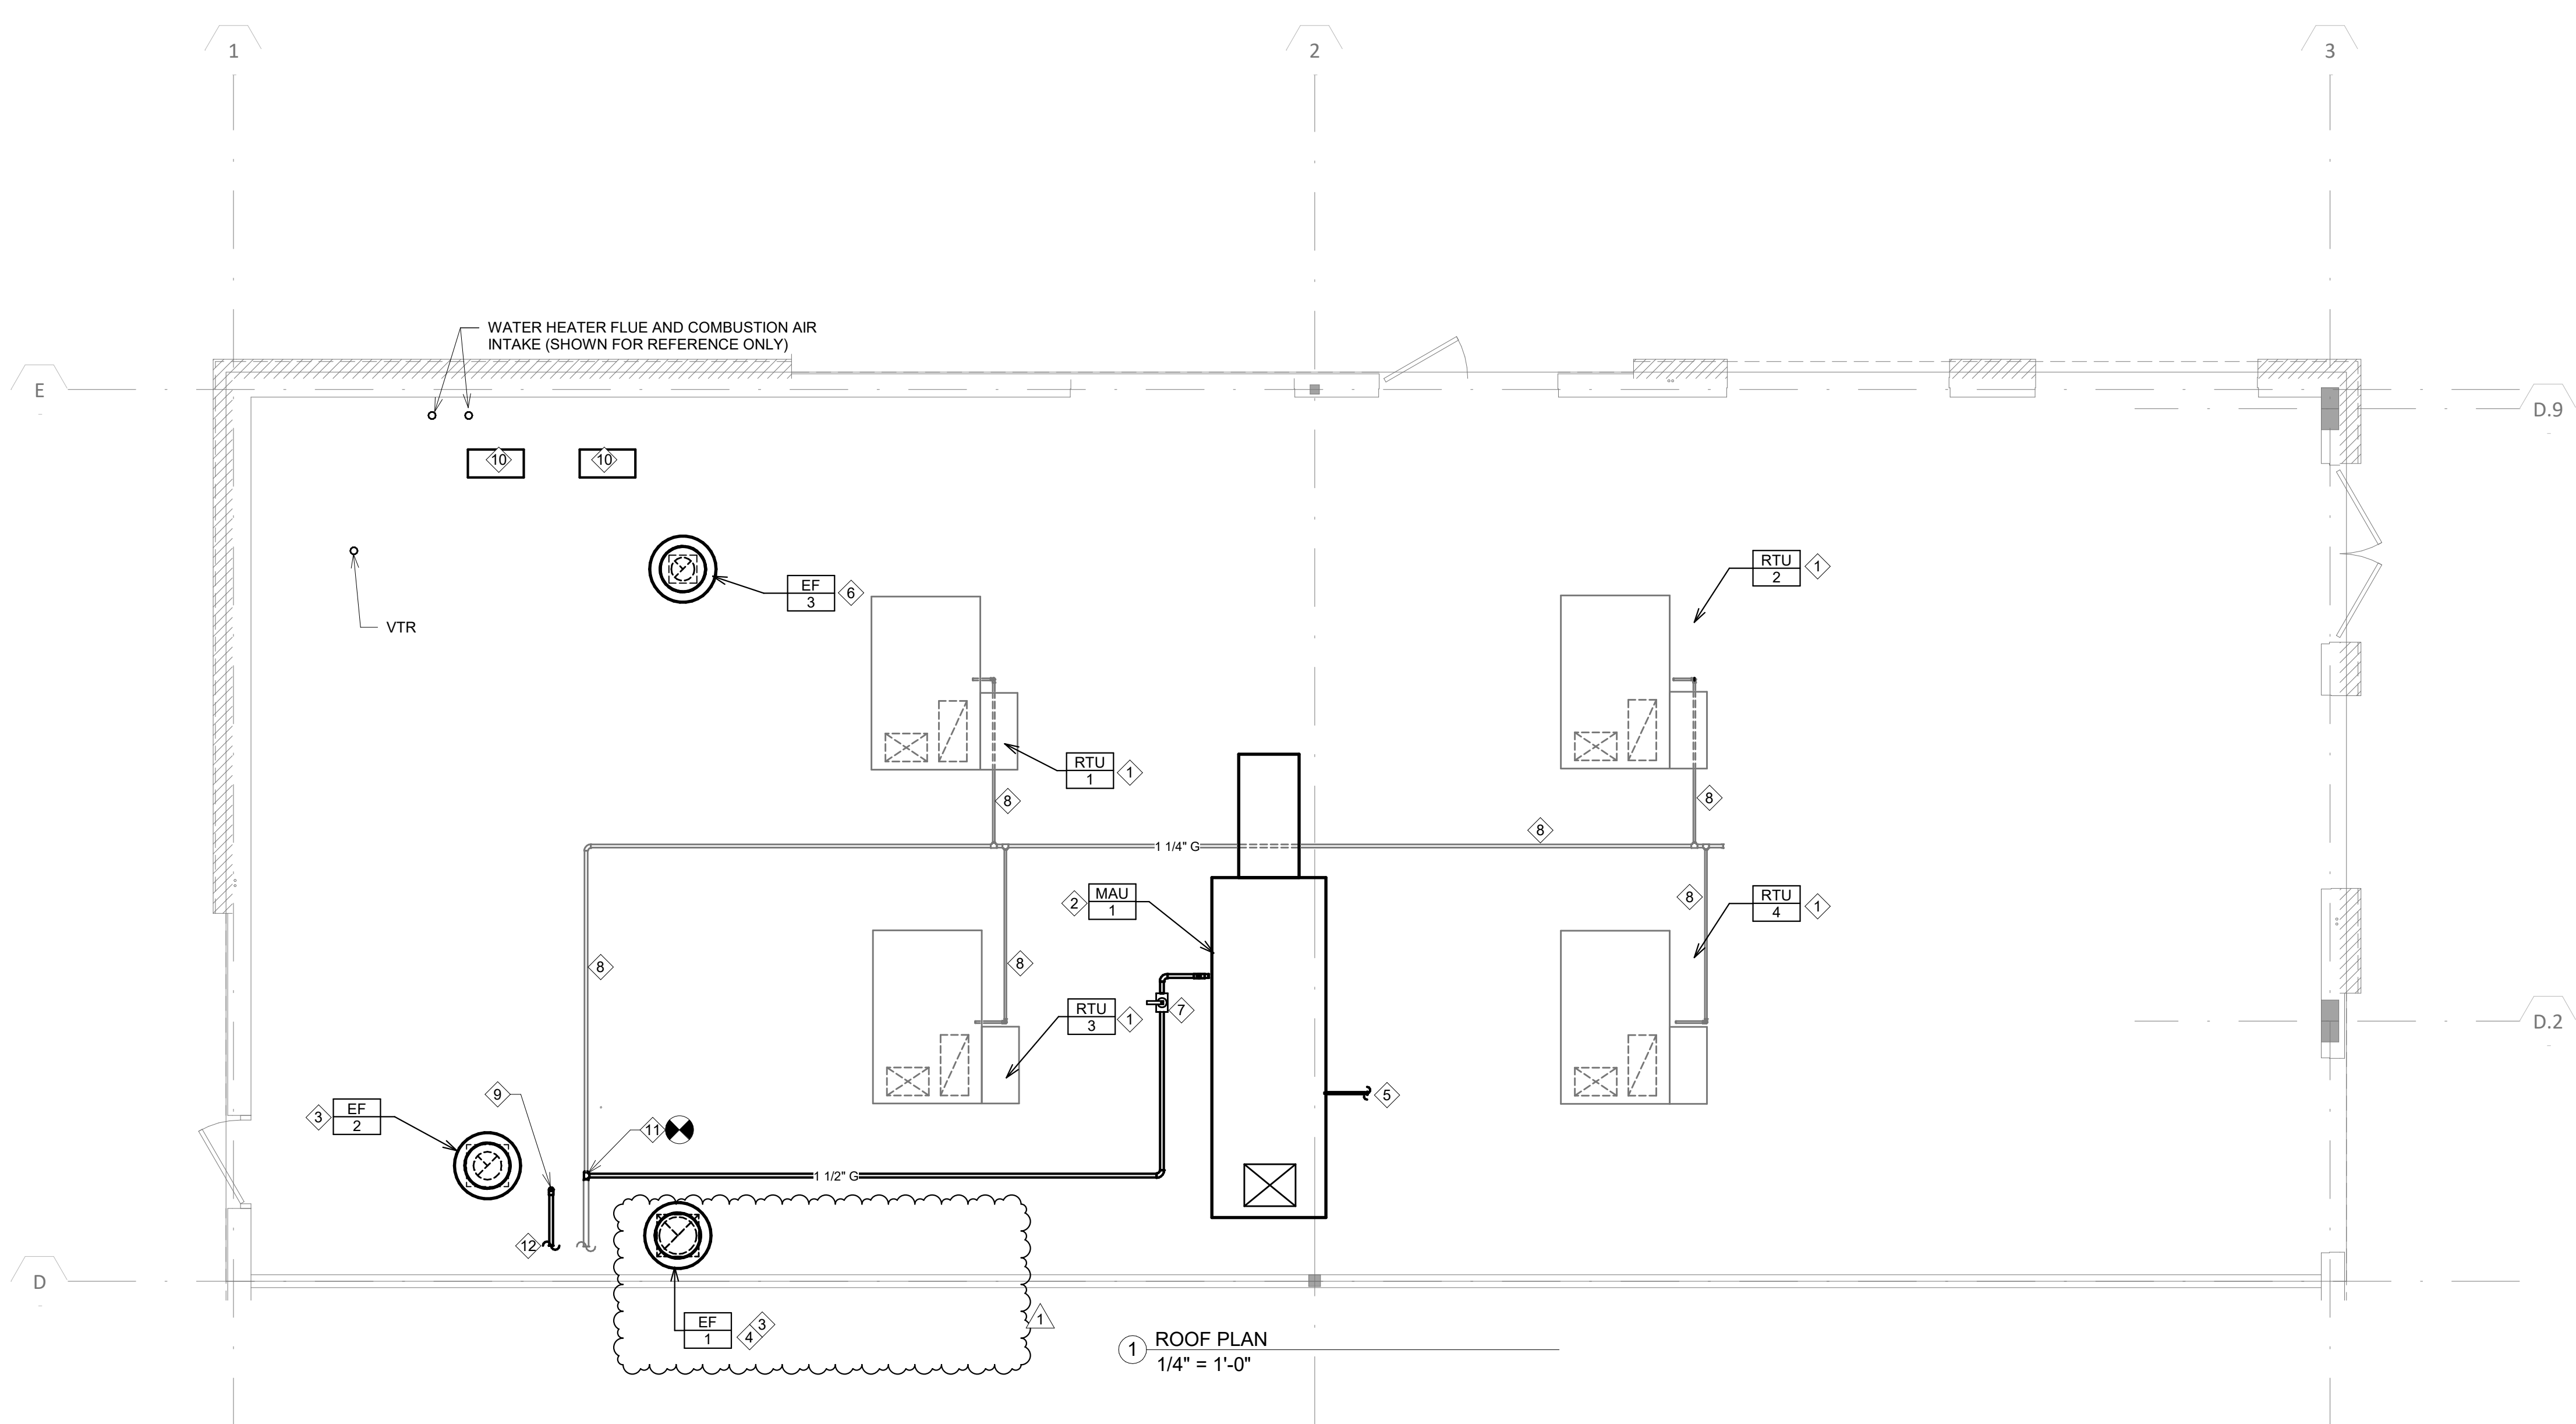 1
2
3
WATER HEATER FLUE AND COMBUSTION AIR
INTAKE (SHOWN FOR REFERENCE ONLY)
E
D.9
10
10
EF
3
6
RTU
2
1
VTR
RTU
1
1
8
8
8
1 1/4" G
MAU
1
2
8
RTU
4
1
8
8
7
RTU
3
1
D.2
9
5
EF
2
3
11
1 1/2" G
12
D
EF
1
4
3
1
1
ROOF PLAN
1/4" = 1'-0"